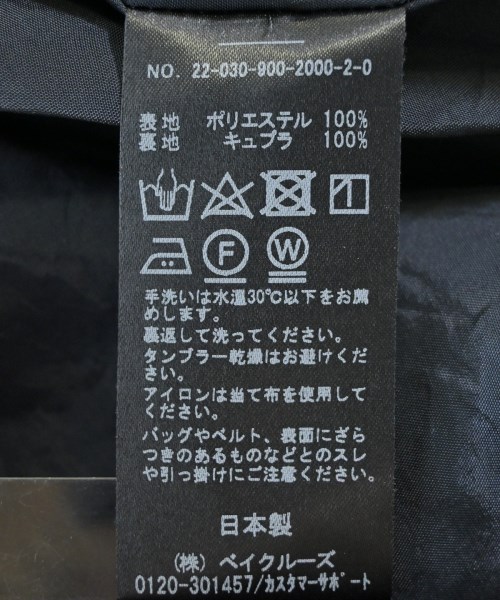 NO. 22-030-900-2000-2-0
表地 ポリエステル 100%
裏地 キュプラ 100%
F W
手洗いは水温30℃以下をお薦
めします。
裏返して洗ってください。
タンブラー乾燥はお避けくだ
さい。
アイロンは当て布を使用して
ください。
バッグやベルト、表面にざら
つきのあるものなどとのスレ
や引っ掛けにご注意ください。
日本製
(株) ベイクルーズ
0120-301457/カスタマーサポート